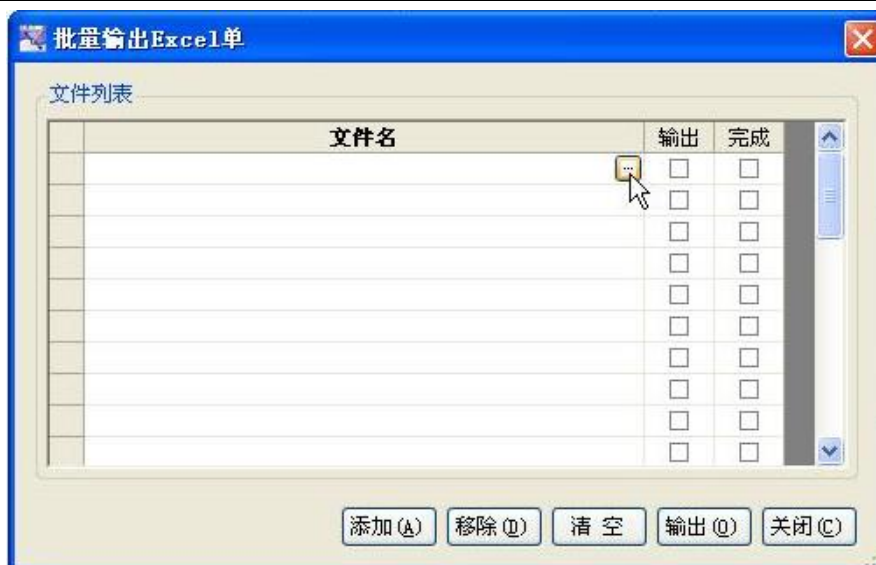 批量输出Excel单
文件列表
文件名 输出 完成
...
添加(A) 移除(D) 清 空 输出(O) 关闭(C)